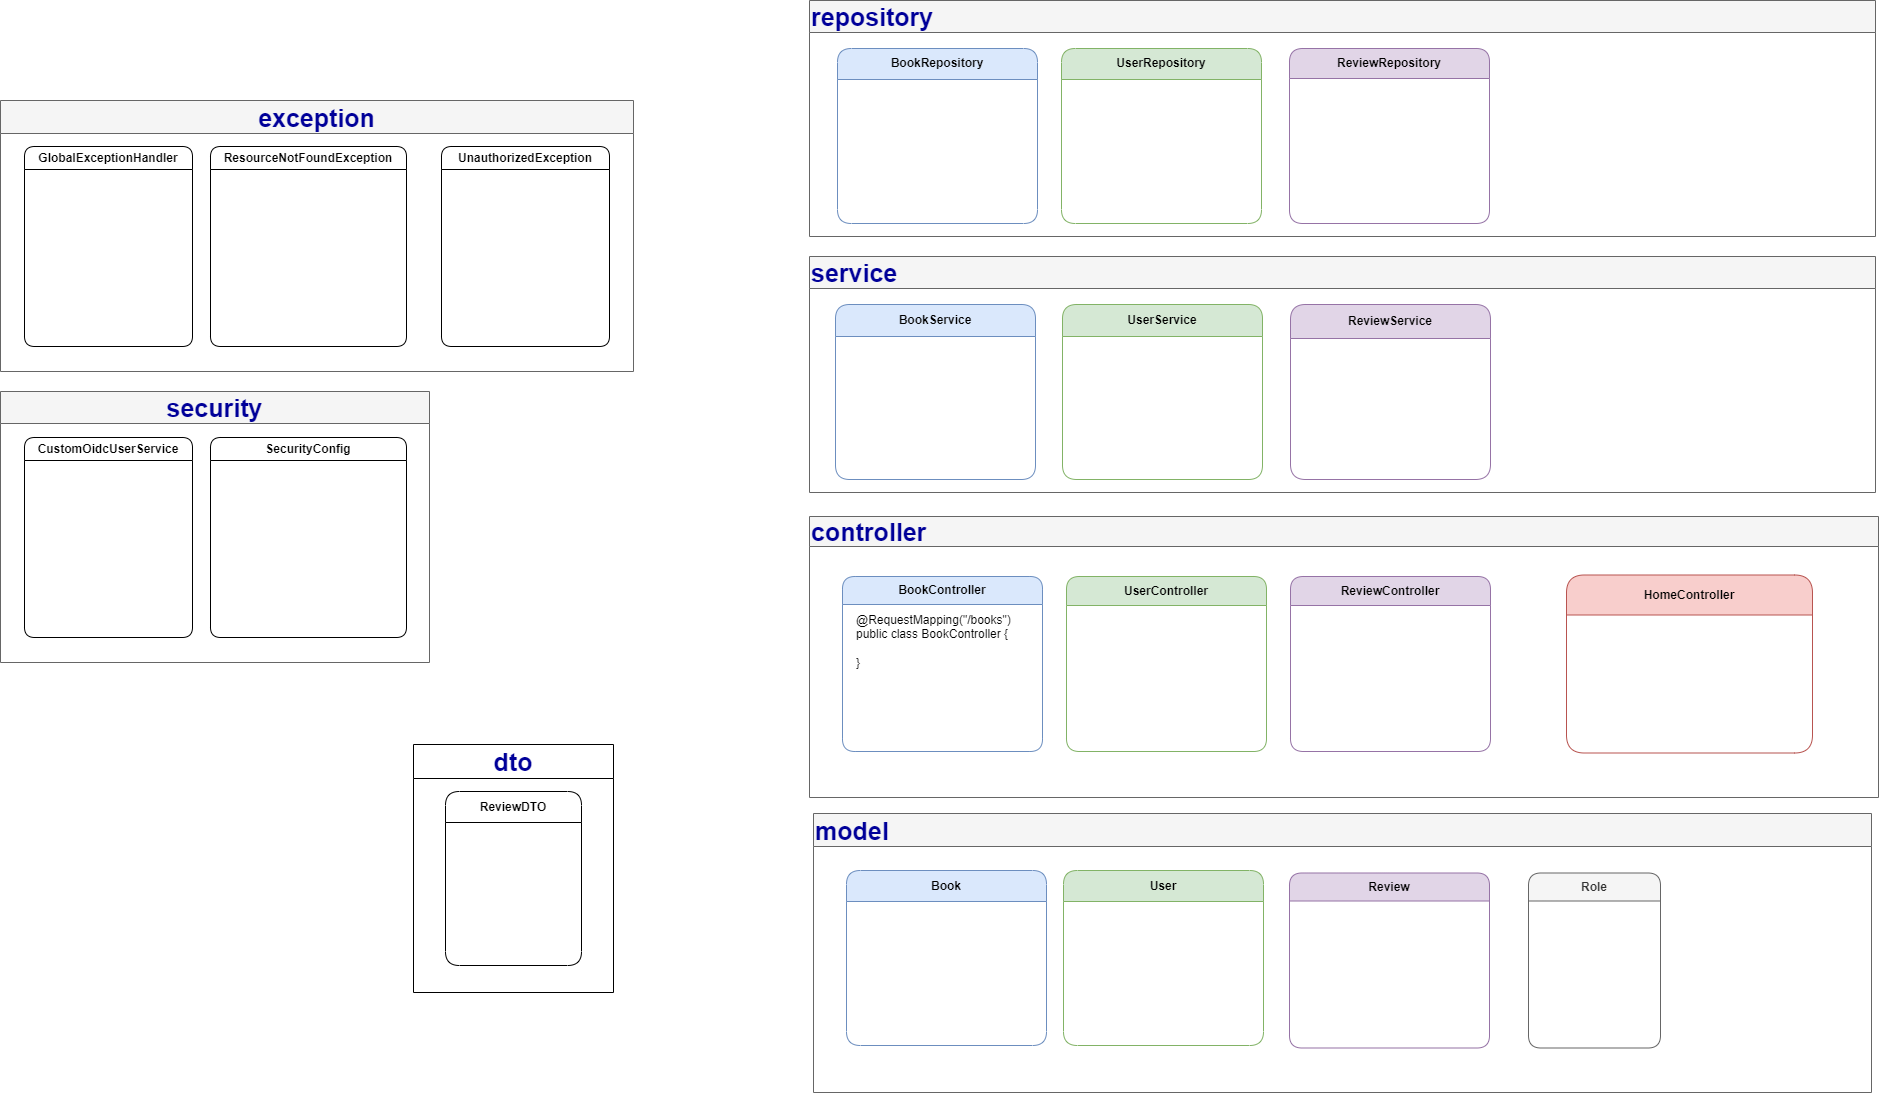 exception
GlobalExceptionHandler
ResourceNotFoundException
UnauthorizedException
security
CustomOidcUserService
SecurityConfig
dto
ReviewDTO
repository
BookRepository
UserRepository
ReviewRepository
service
BookService
UserService
ReviewService
controller
BookController
@RequestMapping("/books")
public class BookController {
}
UserController
ReviewController
HomeController
model
Book
User
Review
Role